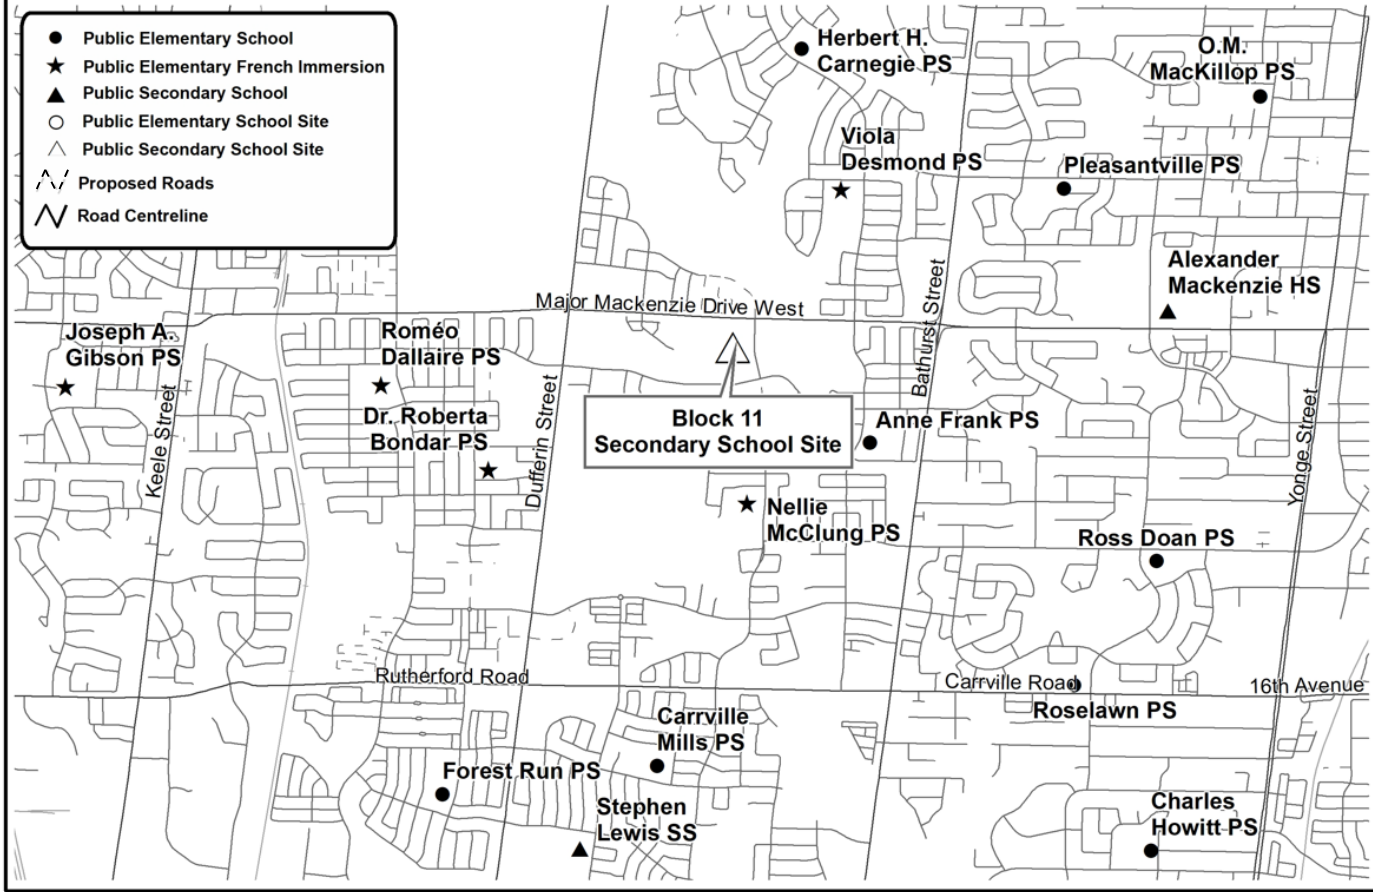 Public Elementary School
Public Elementary French Immersion
Public Secondary School
Public Elementary School Site
Public Secondary School Site
Proposed Roads
Road Centreline
Herbert H.
Carnegie PS
O.M.
MacKillop PS
Viola
Desmond PS
Pleasantville PS
Alexander
Mackenzie HS
Major Mackenzie Drive West
Bathurst Street
Joseph A.
Gibson PS
Roméo
Dallaire PS
Keele Street
Dufferin Street
Yonge Street
Dr. Roberta
Bondar PS
Block 11
Secondary School Site
Anne Frank PS
Nellie
McClung PS
Ross Doan PS
Rutherford Road
Carrville Road
16th Avenue
Roselawn PS
Carrville
Mills PS
Forest Run PS
Stephen
Lewis SS
Charles
Howitt PS